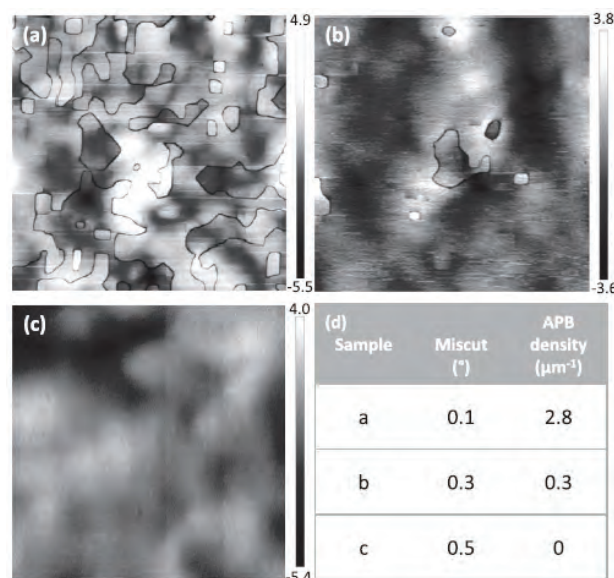 (a)
4.9
-5.5
(b)
3.8
-3.6
(c)
4.0
-5.4
(d)
Sample Miscut (°) APB density (µm⁻¹)
a 0.1 2.8
b 0.3 0.3
c 0.5 0